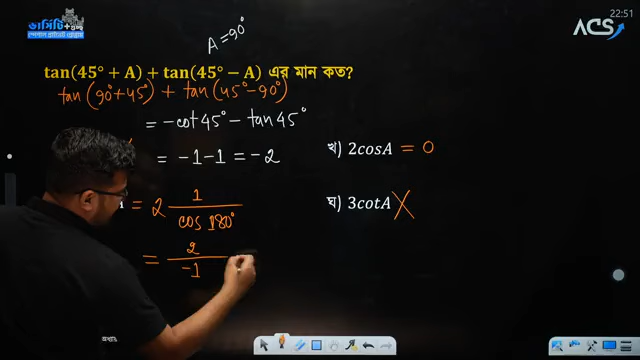 22:51
ভার্সিটি
স্পেশাল প্রাইভেট প্রোগ্রাম
ACS
A = 90°
tan(45° + A) + tan(45° − A) এর মান কত?
tan (90° + 45°) + tan (45° − 90°)
= −cot 45° − tan 45°
= −1 −1 = −2
খ) 2cosA = 0
= 2 1/cos 180°
ঘ) 3cotA ✗
= 2/−1